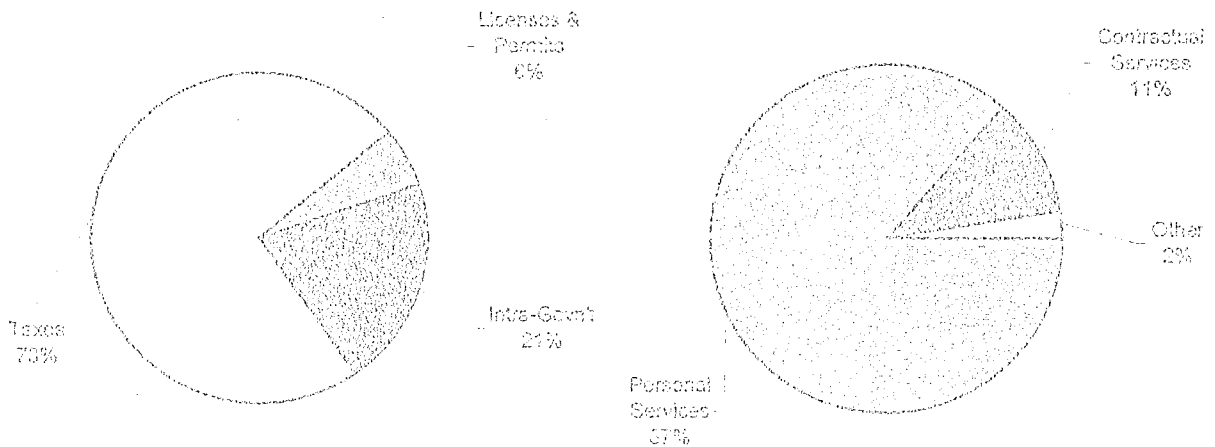 Licenses &
Permits
6%
Contractual
Services
11%
Other
2%
Intra-Govn't
21%
Taxes
73%
Personal
Services
87%